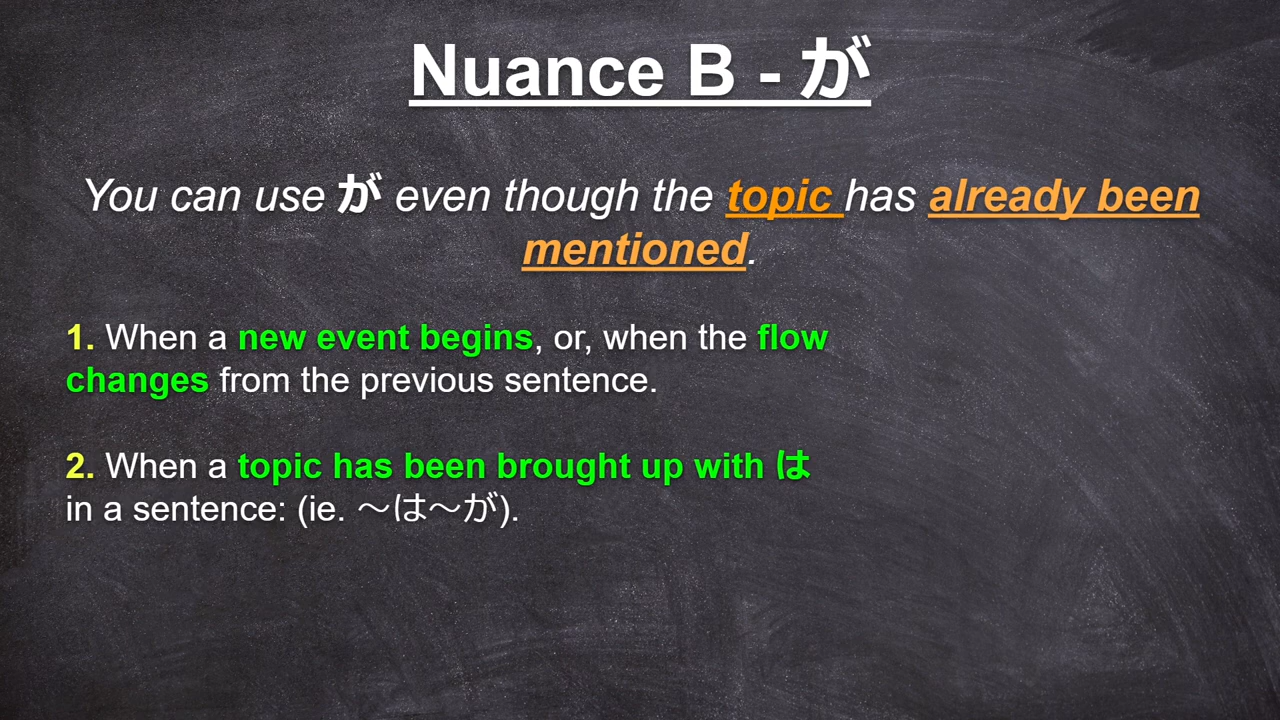 Nuance B - が
You can use が even though the topic has already been
mentioned.
1. When a new event begins, or, when the flow
changes from the previous sentence.
2. When a topic has been brought up with は
in a sentence: (ie. 〜は〜が).